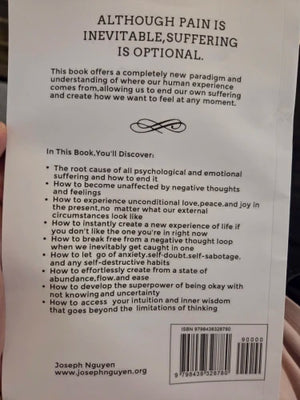 ALTHOUGH PAIN IS
INEVITABLE,SUFFERING
IS OPTIONAL.
This book offers a completely new paradigm and
understanding of where our human experience
comes from,allowing us to end our own suffering
and create how we want to feel at any moment.
In This Book,You'll Discover:
• The root cause of all psychological and emotional
suffering and how to end it
• How to become unaffected by negative thoughts
and feelings
• How to experience unconditional love,peace,and joy in
the present,no matter what our external
circumstances look like
• How to instantly create a new experience of life if
you don't like the one you're in right now
• How to break free from a negative thought loop
when we inevitably get caught in one
• How to let go of anxiety,self-doubt,self-sabotage,
and any self-destructive habits
• How to effortlessly create from a state of
abundance,flow,and ease
• How to develop the superpower of being okay with
not knowing and uncertainty
• How to access your intuition and inner wisdom
that goes beyond the limitations of thinking
ISBN 9798438328780
90000
9 798438 328780
Joseph Nguyen
www.josephnguyen.org